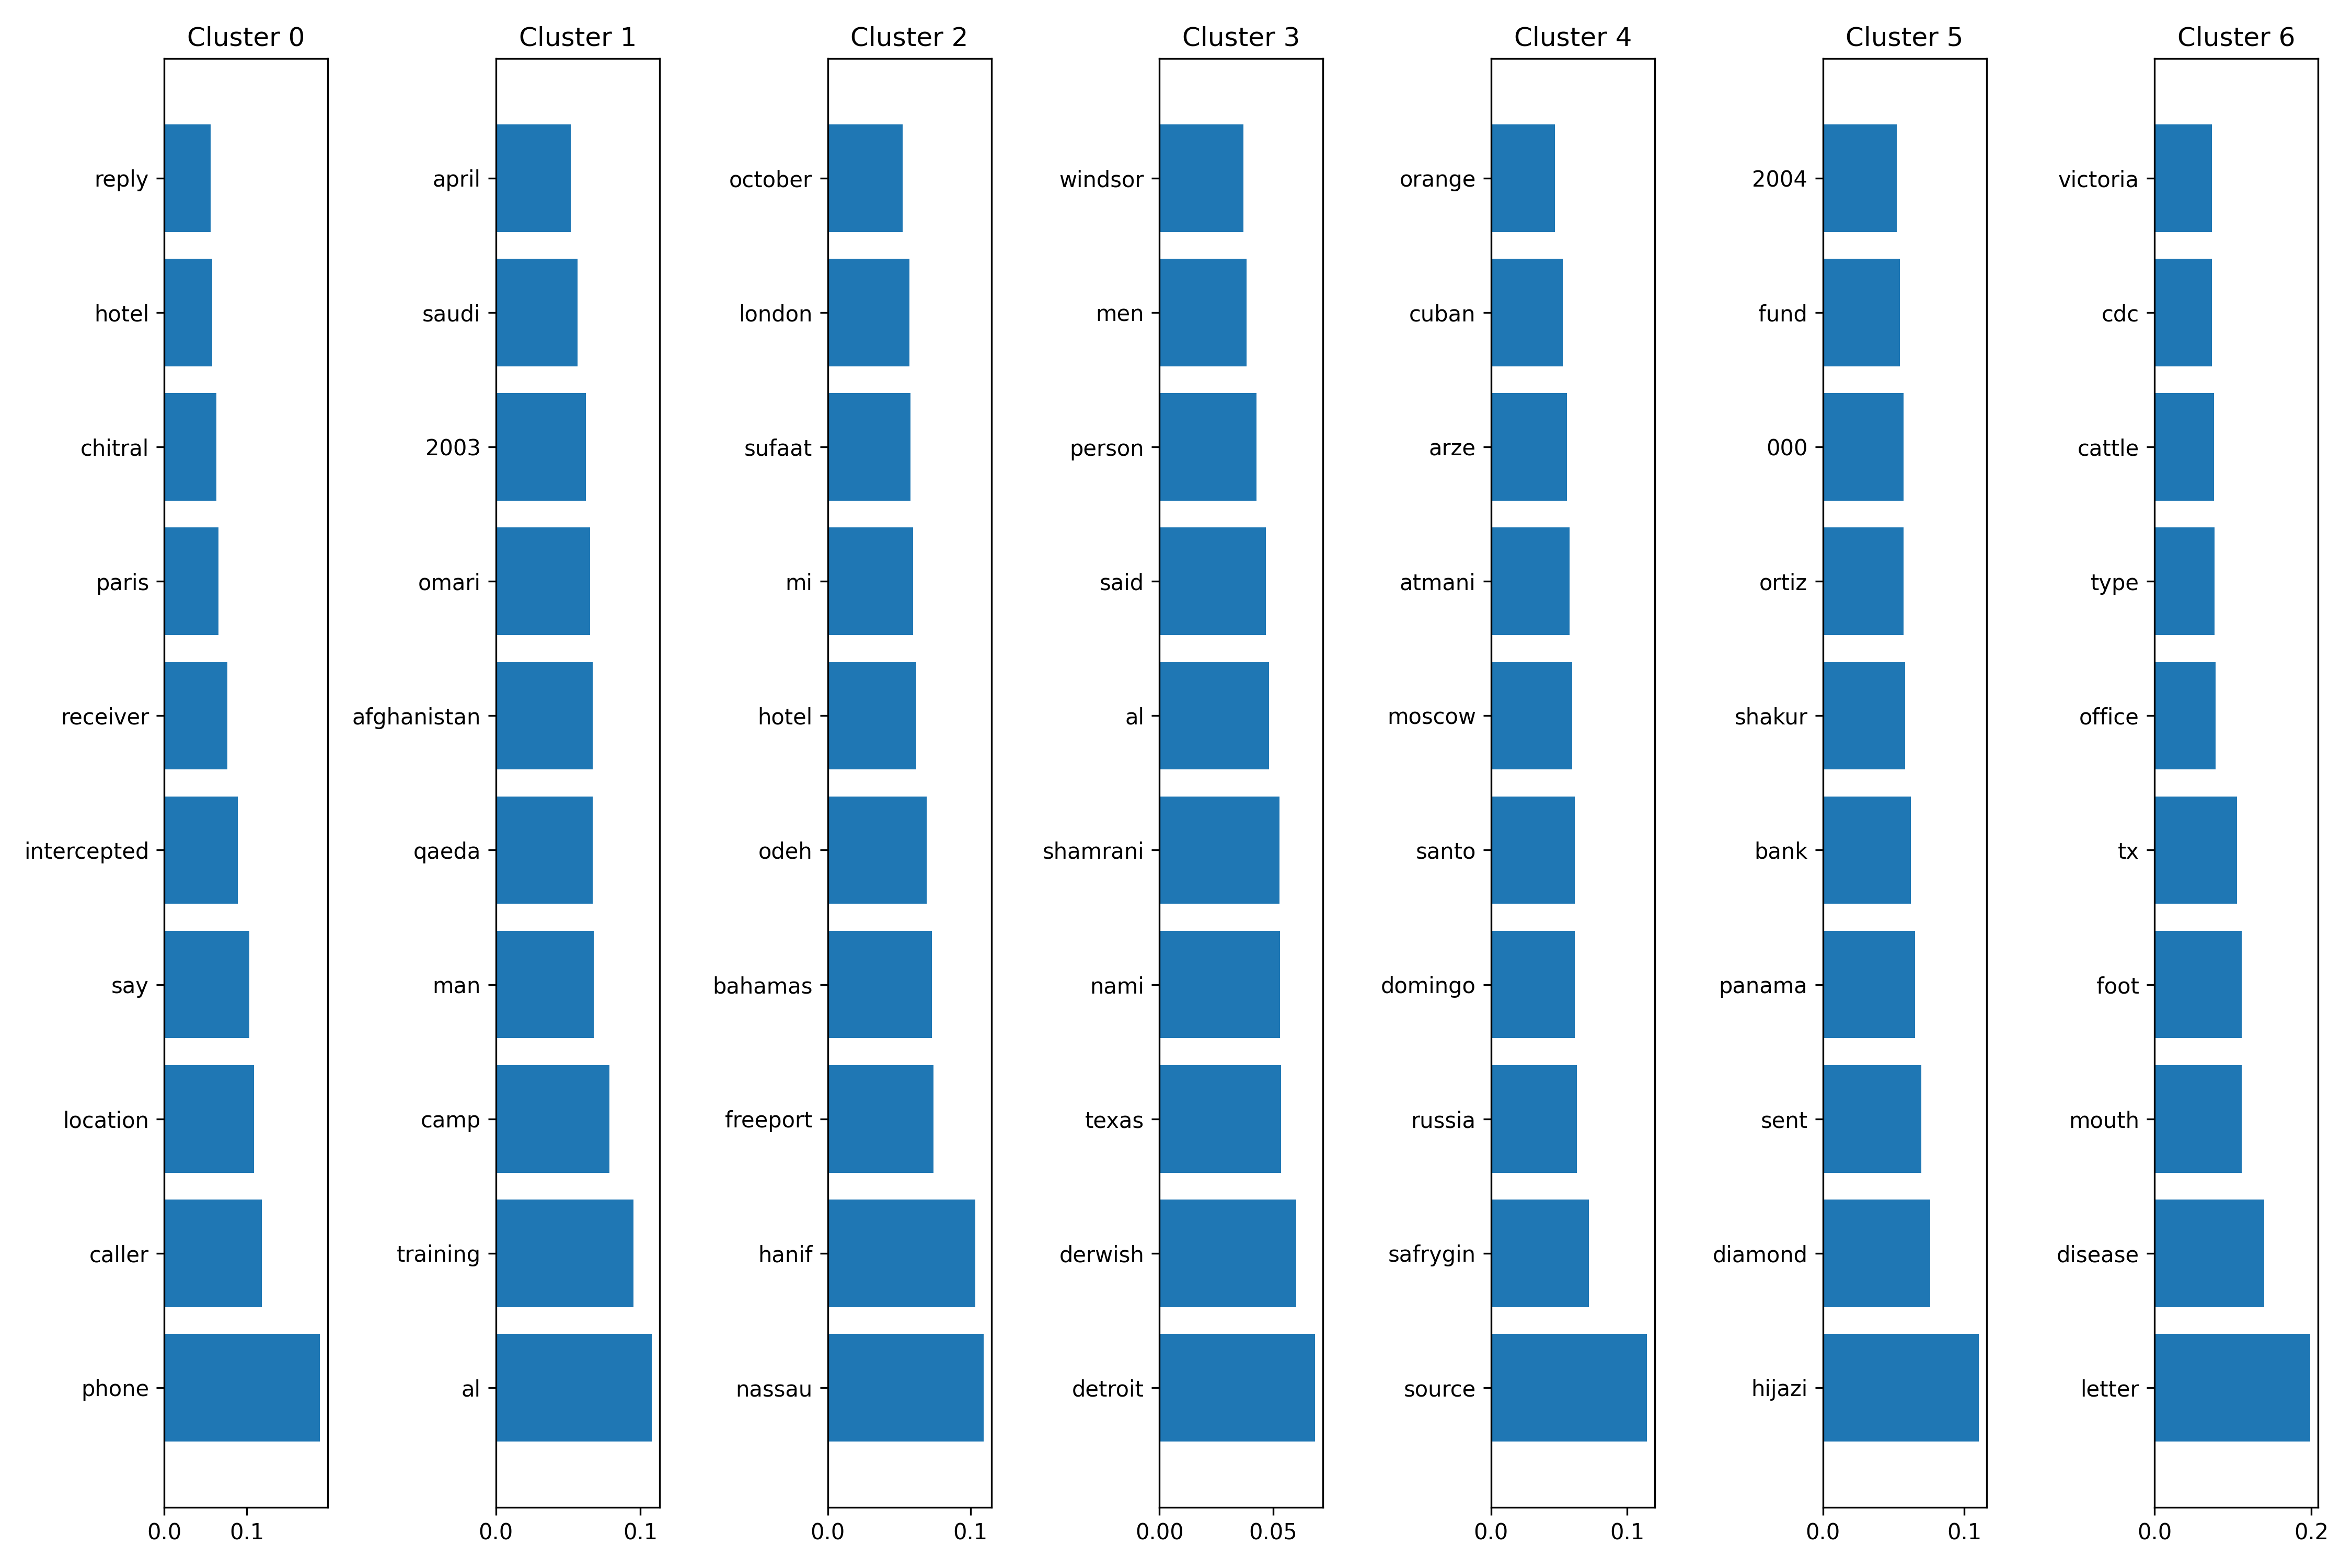 Cluster 0
reply
hotel
chitral
paris
receiver
intercepted
say
location
caller
phone
0.0 0.1
Cluster 1
april
saudi
2003
omari
afghanistan
qaeda
man
camp
training
al
0.0 0.1
Cluster 2
october
london
sufaat
mi
hotel
odeh
bahamas
freeport
hanif
nassau
0.0 0.1
Cluster 3
windsor
men
person
said
al
shamrani
nami
texas
derwish
detroit
0.00 0.05
Cluster 4
orange
cuban
arze
atmani
moscow
santo
domingo
russia
safrygin
source
0.0 0.1
Cluster 5
2004
fund
000
ortiz
shakur
bank
panama
sent
diamond
hijazi
0.0 0.1
Cluster 6
victoria
cdc
cattle
type
office
tx
foot
mouth
disease
letter
0.0 0.2